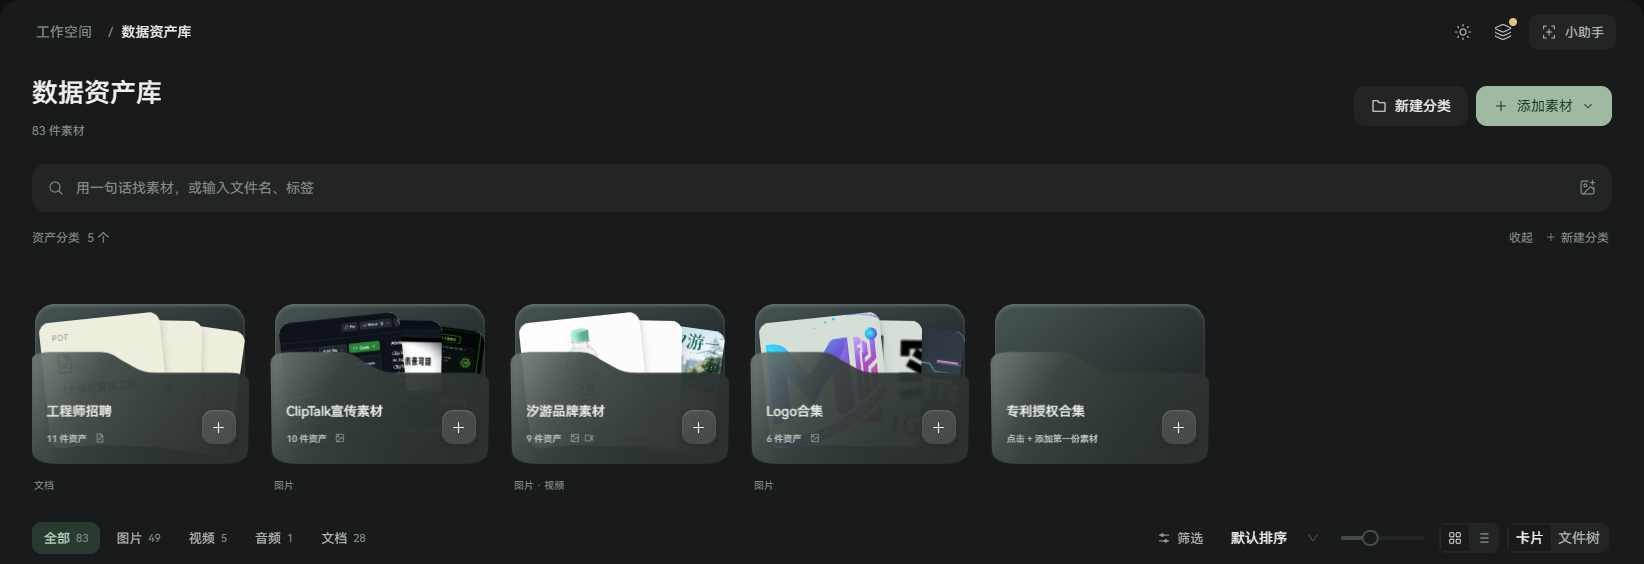 工作空间 / 数据资产库
小助手
数据资产库
83 件素材
新建分类
添加素材
用一句话找素材，或输入文件名、标签
资产分类 5 个
收起 + 新建分类
PDF
工程师招聘
11 件资产
文档
Code
ClipTalk宣传素材
10 件资产
图片
汐游品牌素材
9 件资产
图片 · 视频
Logo合集
6 件资产
图片
专利授权合集
点击 + 添加第一份素材
全部 83
图片 49
视频 5
音频 1
文档 28
筛选
默认排序
卡片
文件树